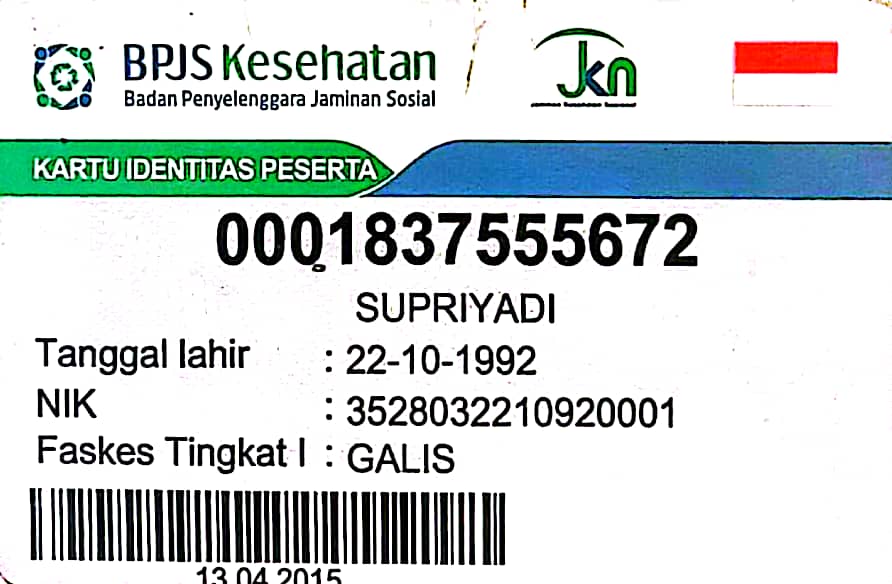 BPJS Kesehatan
Badan Penyelenggara Jaminan Sosial
Jkn
KARTU IDENTITAS PESERTA
0001837555672
SUPRIYADI
Tanggal lahir : 22-10-1992
NIK : 3528032210920001
Faskes Tingkat I : GALIS
13.04.2015